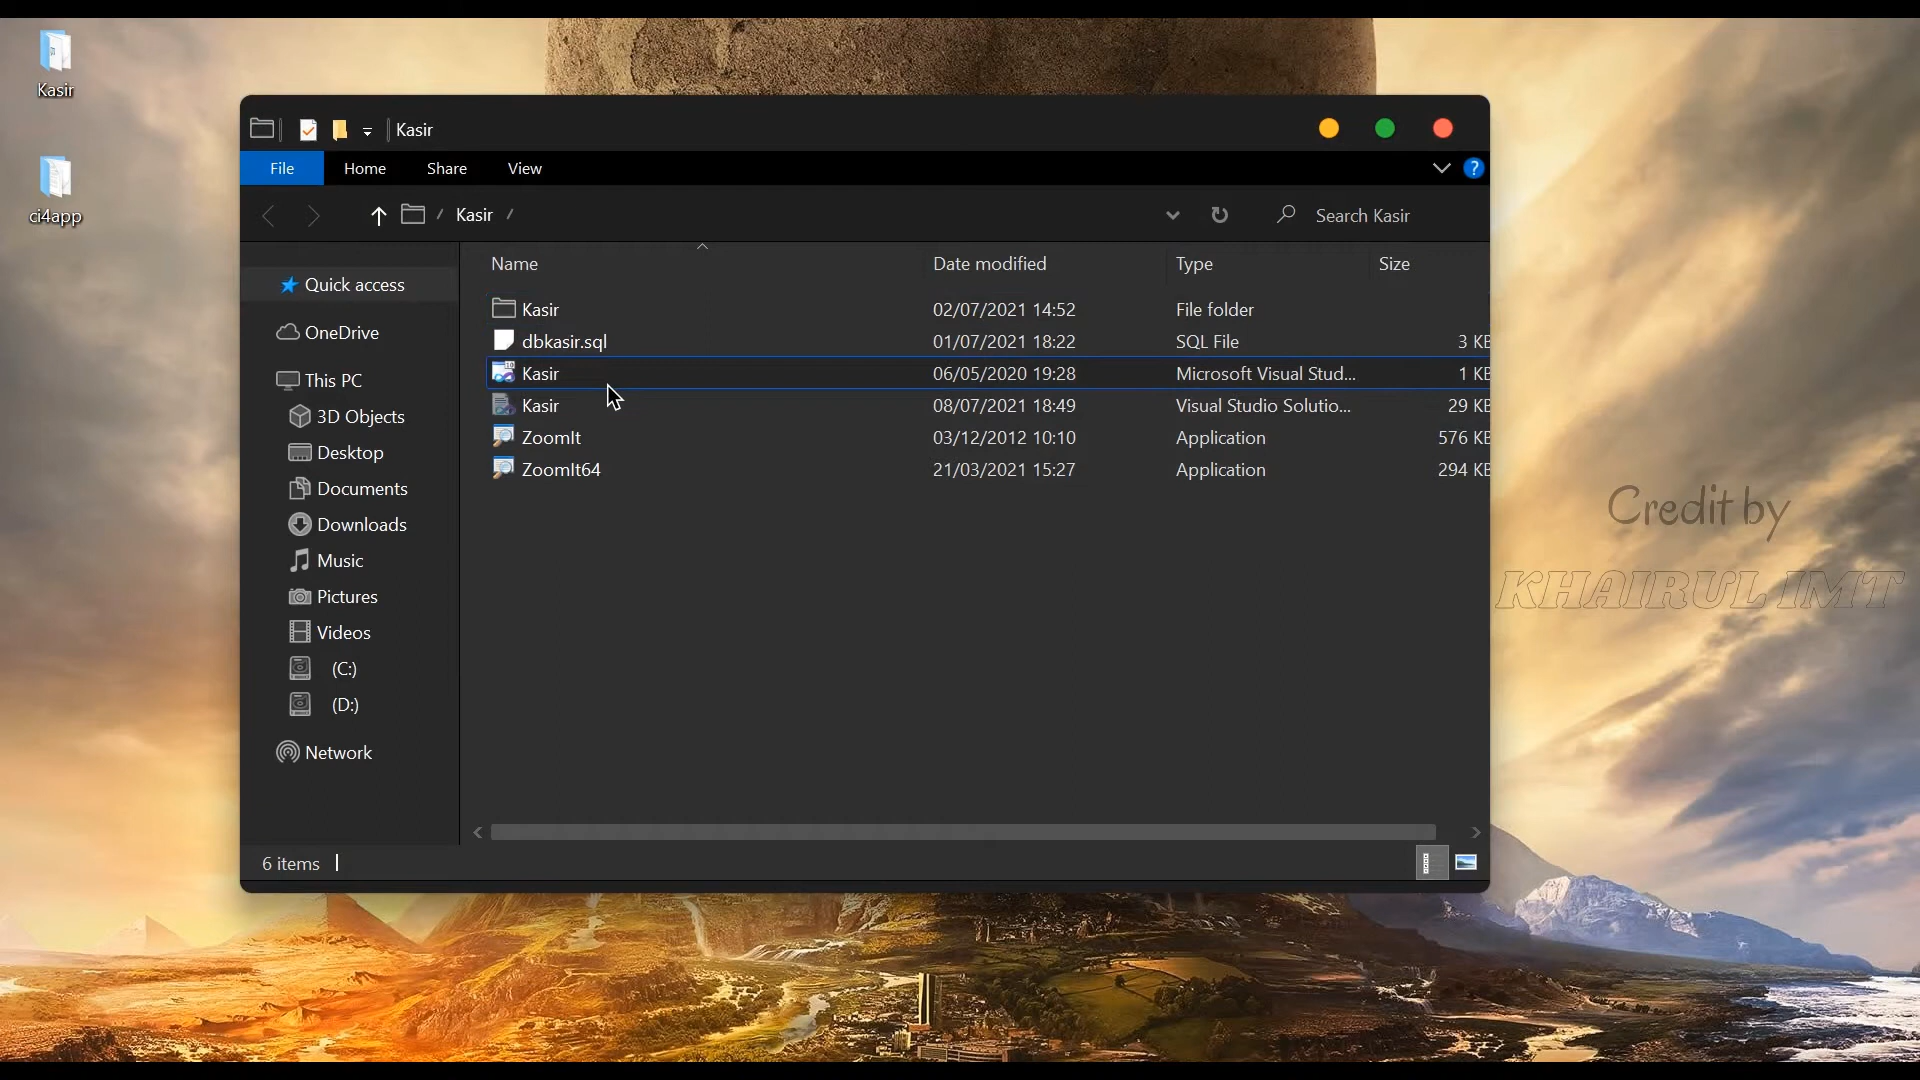 Kasir
ci4app
Kasir
File Home Share View
?
/ Kasir /
Search Kasir
Quick access
OneDrive
This PC
3D Objects
Desktop
Documents
Downloads
Music
Pictures
Videos
(C:)
(D:)
Network
Name Date modified Type Size
Kasir 02/07/2021 14:52 File folder
dbkasir.sql 01/07/2021 18:22 SQL File 3 KB
Kasir 06/05/2020 19:28 Microsoft Visual Stud... 1 KB
Kasir 08/07/2021 18:49 Visual Studio Solutio... 29 KB
ZoomIt 03/12/2012 10:10 Application 576 KB
ZoomIt64 21/03/2021 15:27 Application 294 KB
6 items
Credit by
KHAIRUL IMT